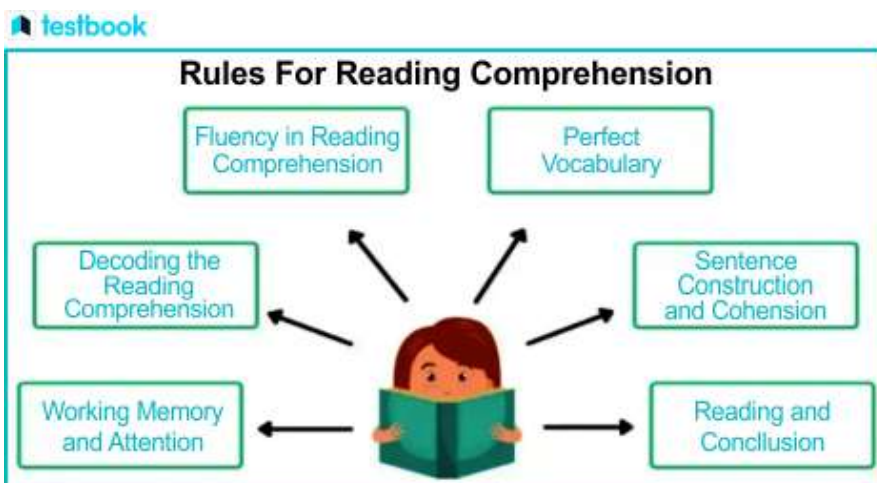 testbook
Rules For Reading Comprehension
Fluency in Reading
Comprehension
Perfect
Vocabulary
Decoding the
Reading
Comprehension
Sentence
Construction
and Cohension
Working Memory
and Attention
Reading and
Concllusion